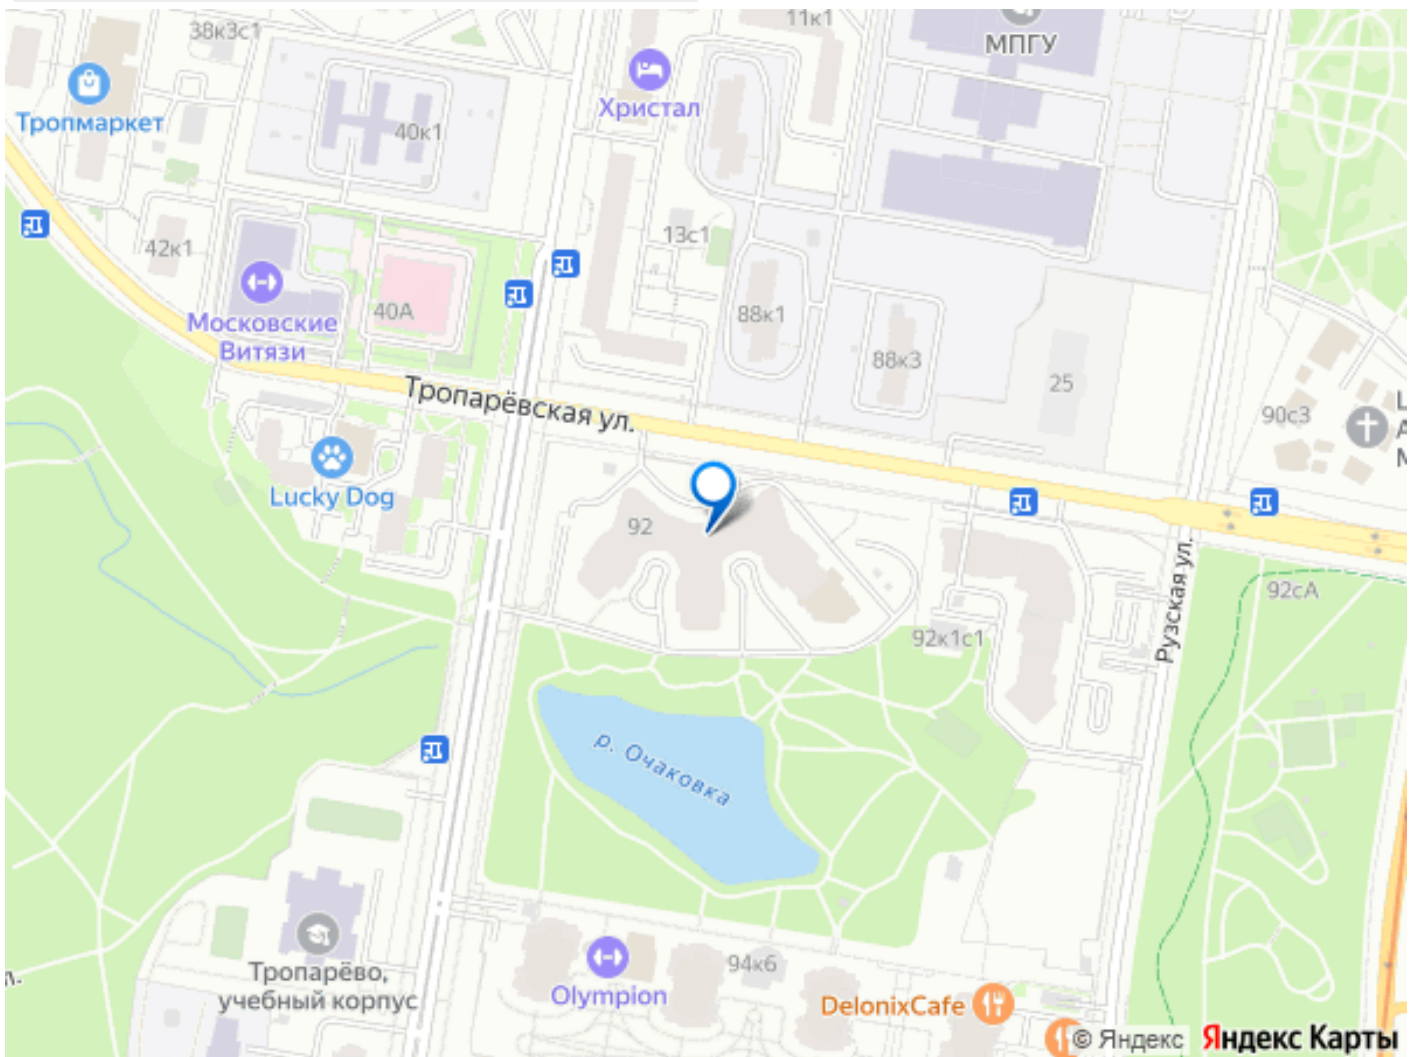 38к3с1
11к1
МПГУ
Тропмаркет
Христал
40к1
42к1
13с1
40А
Московские
Витязи
88к1
88к3
25
Тропарёвская ул.
90с3
L
А
М
Lucky Dog
92
92сА
Рузская ул.
92к1с1
р. Очаковка
Тропарёво,
учебный корпус
Olympion
94к6
DelonixCafe
© Яндекс Яндекс Карты